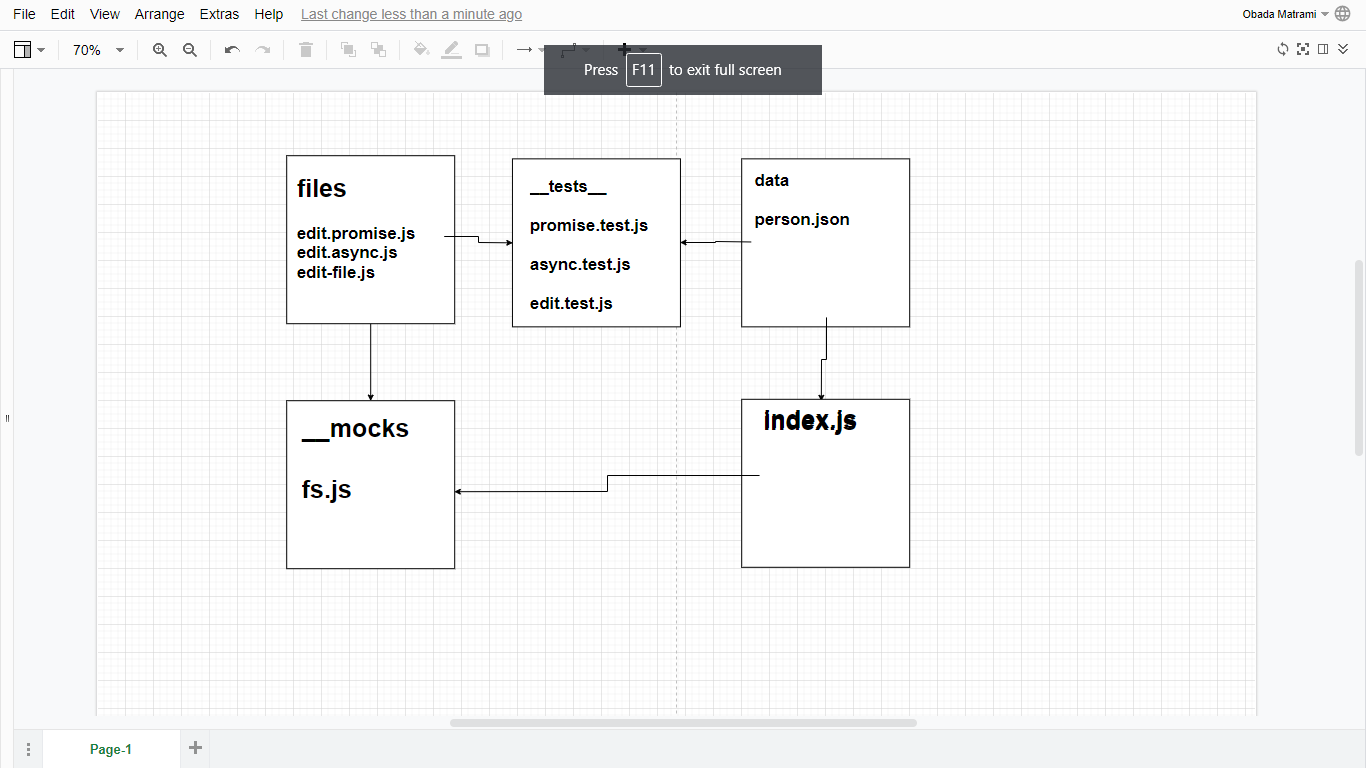 File Edit View Arrange Extras Help Last change less than a minute ago
Obada Matrami
70%
Press F11 to exit full screen
files
edit.promise.js
edit.async.js
edit-file.js
__tests__
promise.test.js
async.test.js
edit.test.js
data
person.json
__mocks
fs.js
index.js
Page-1